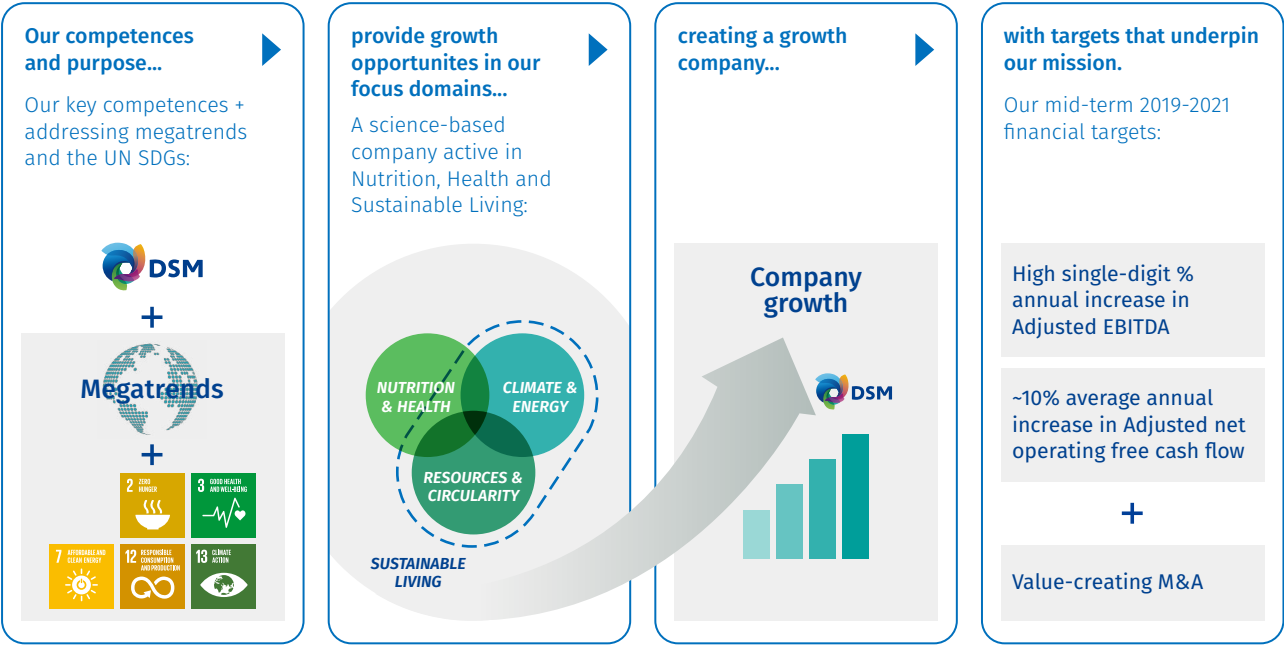 Our competences
and purpose...
Our key competences +
addressing megatrends
and the UN SDGs:
DSM
+
Megatrends
+
2 ZERO
HUNGER
3 GOOD HEALTH
AND WELL-BEING
7 AFFORDABLE AND
CLEAN ENERGY
12 RESPONSIBLE
CONSUMPTION
AND PRODUCTION
13 CLIMATE
ACTION
provide growth
opportunites in our
focus domains...
A science-based
company active in
Nutrition, Health and
Sustainable Living:
NUTRITION
& HEALTH
CLIMATE &
ENERGY
RESOURCES &
CIRCULARITY
SUSTAINABLE
LIVING
creating a growth
company...
Company
growth
DSM
with targets that underpin
our mission.
Our mid-term 2019-2021
financial targets:
High single-digit %
annual increase in
Adjusted EBITDA
~10% average annual
increase in Adjusted net
operating free cash flow
+
Value-creating M&A